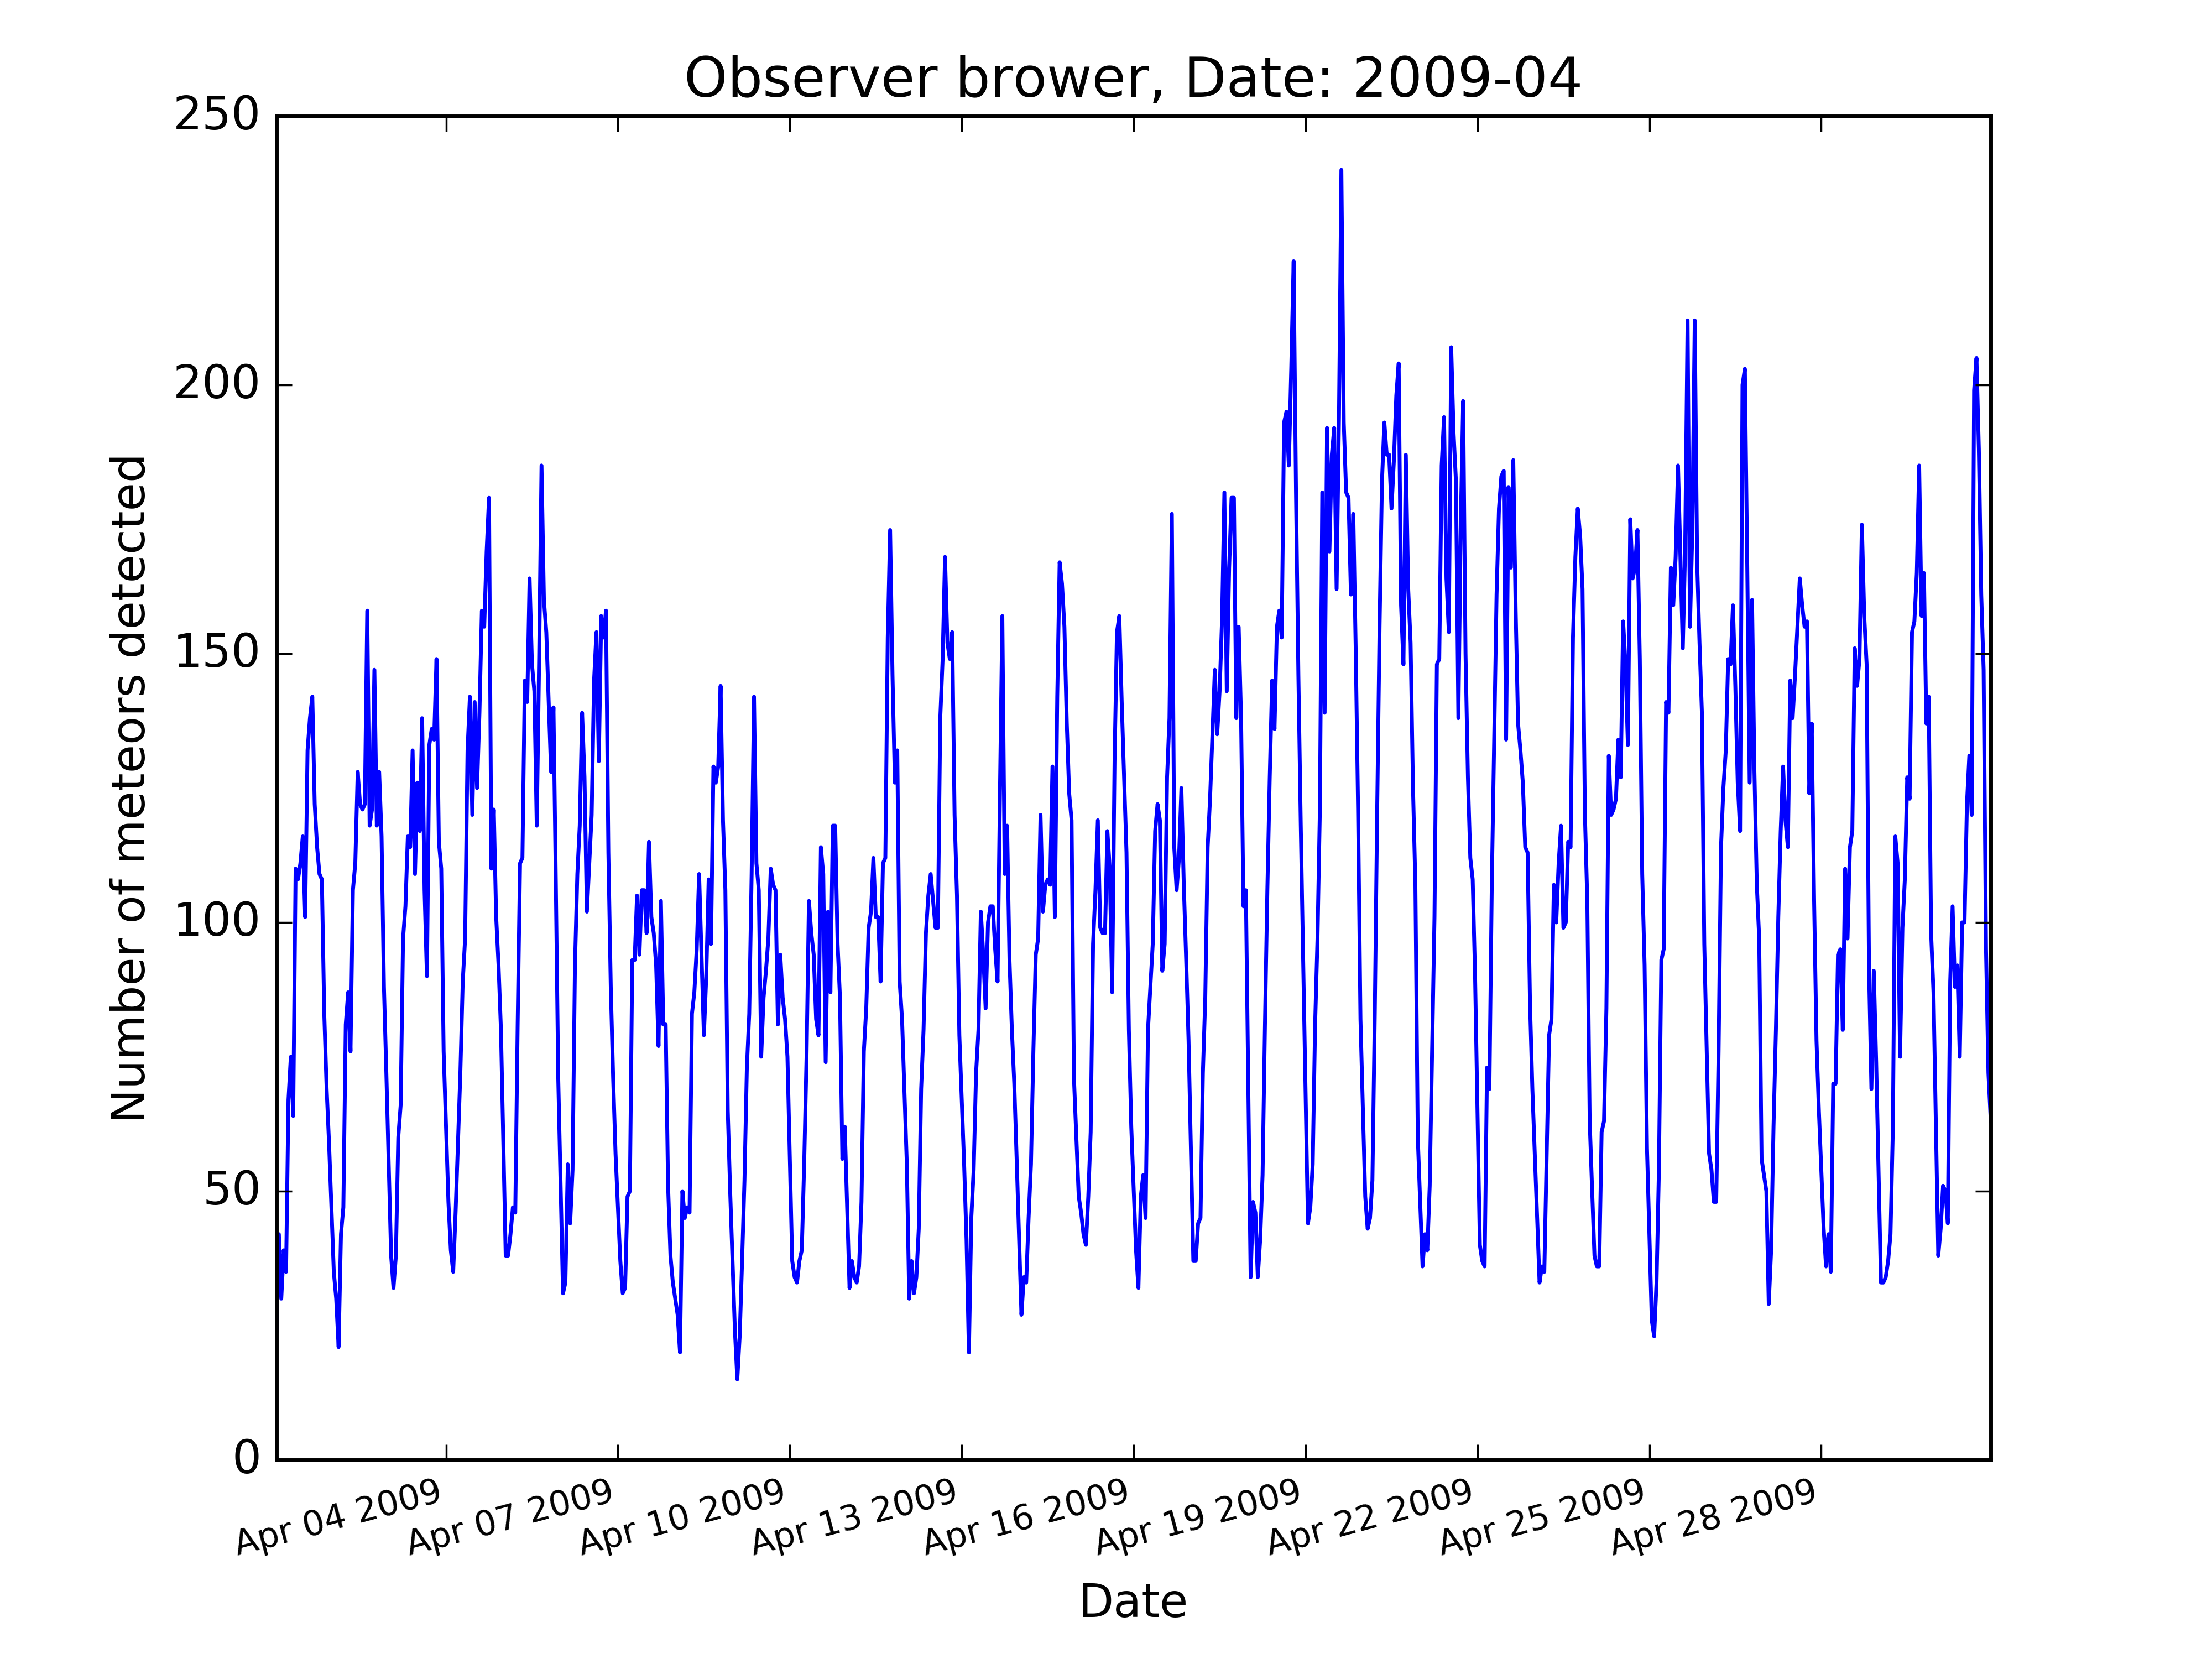 Observer brower, Date: 2009-04
250
200
150
100
50
0
Number of meteors detected
Apr 04 2009
Apr 07 2009
Apr 10 2009
Apr 13 2009
Apr 16 2009
Apr 19 2009
Apr 22 2009
Apr 25 2009
Apr 28 2009
Date